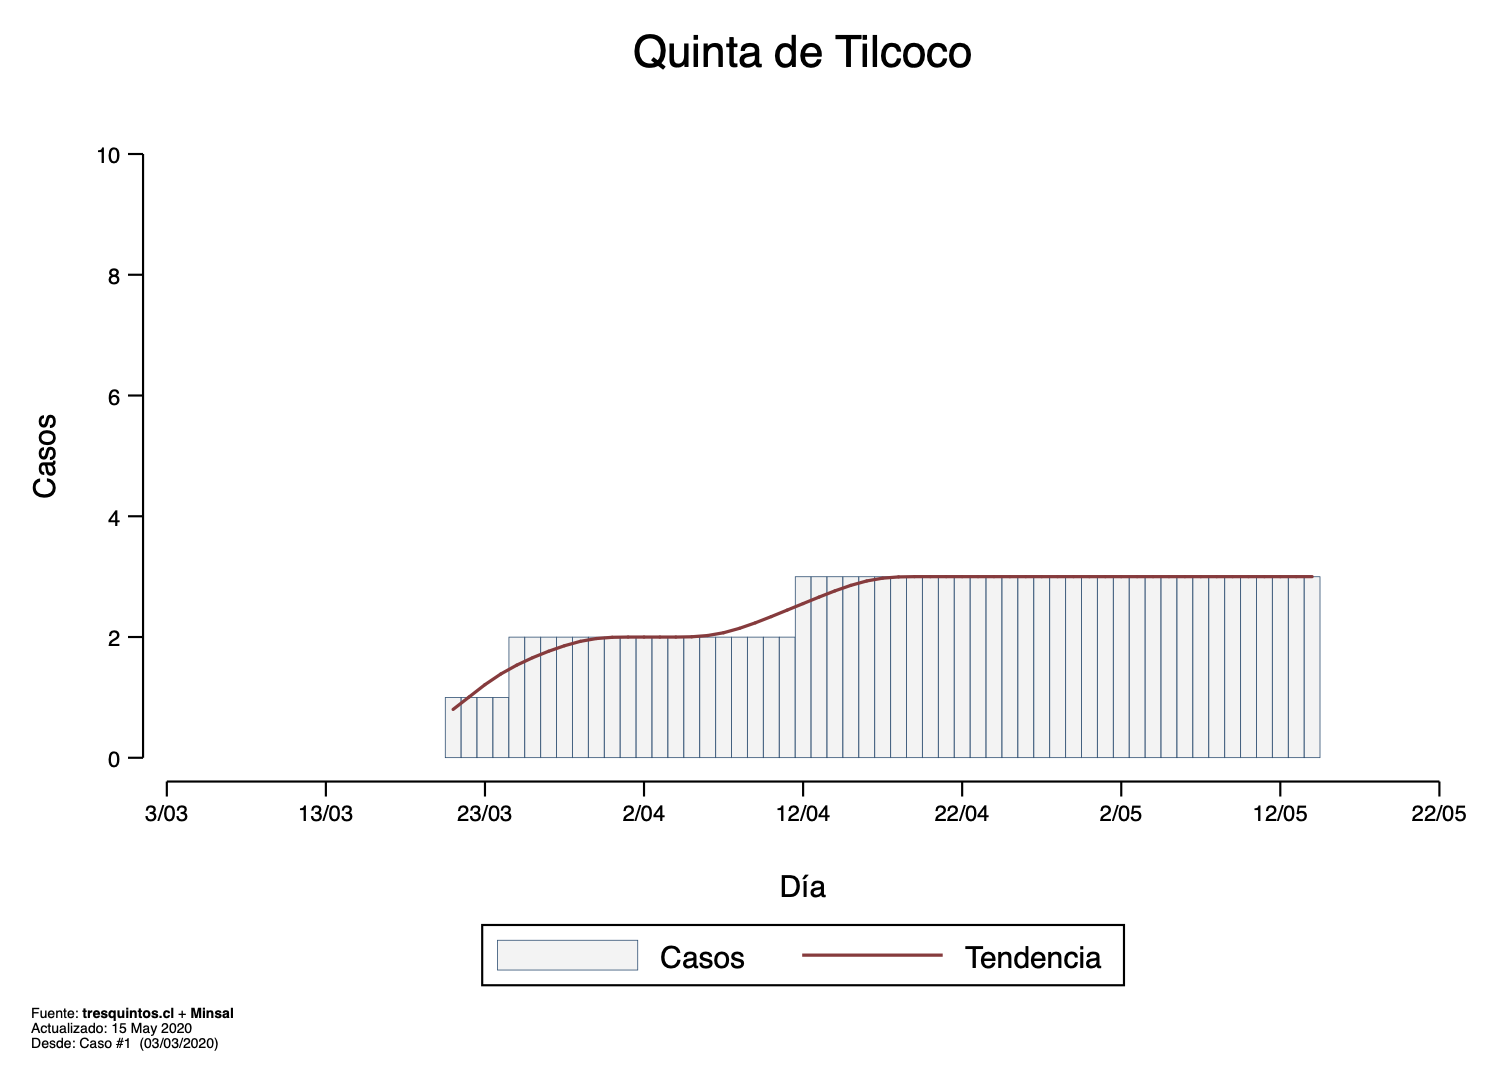 Quinta de Tilcoco
10
8
6
4
2
0
Casos
3/03 13/03 23/03 2/04 12/04 22/04 2/05 12/05 22/05
Día
Casos Tendencia
Fuente: tresquintos.cl + Minsal
Actualizado: 15 May 2020
Desde: Caso #1 (03/03/2020)